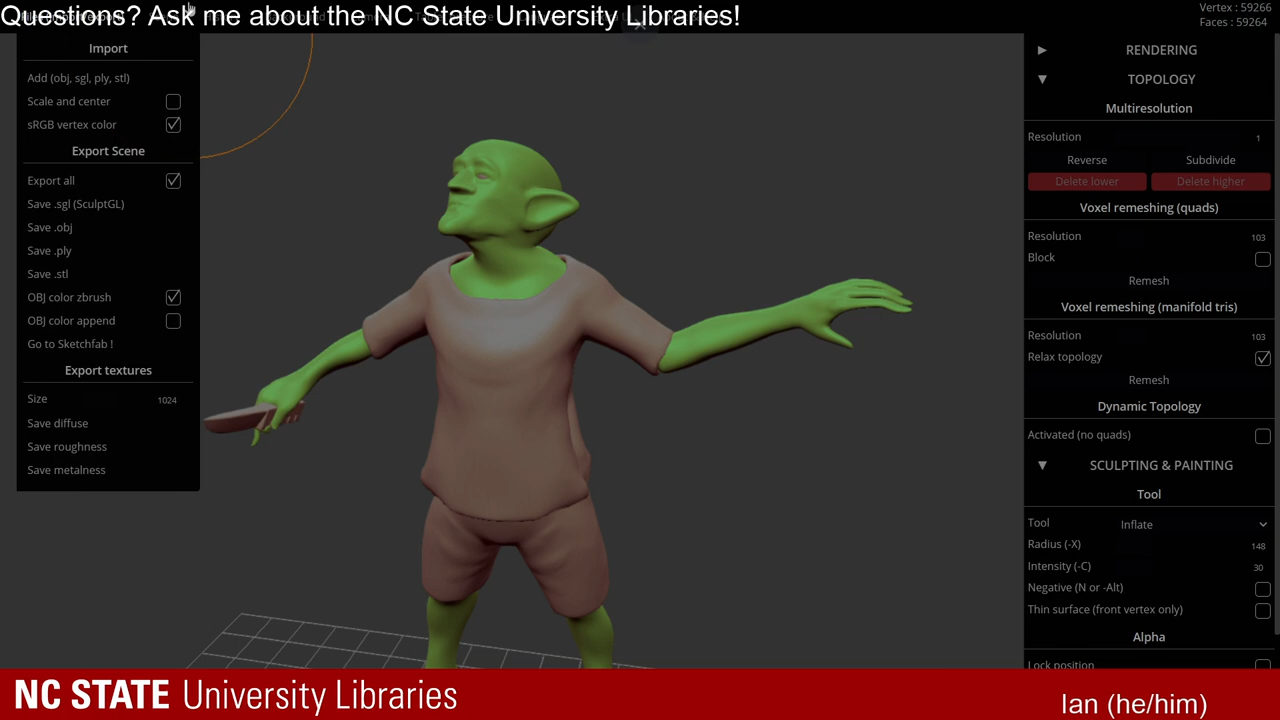 Questions? Ask me about the NC State University Libraries!
Vertex : 59266
Faces : 59264
Import
Add (obj, sgl, ply, stl)
Scale and center
sRGB vertex color
Export Scene
Export all
Save .sgl (SculptGL)
Save .obj
Save .ply
Save .stl
OBJ color zbrush
OBJ color append
Go to Sketchfab !
Export textures
Size 1024
Save diffuse
Save roughness
Save metalness
RENDERING
TOPOLOGY
Multiresolution
Resolution 1
Reverse Subdivide
Delete lower Delete higher
Voxel remeshing (quads)
Resolution 103
Block
Remesh
Voxel remeshing (manifold tris)
Resolution 103
Relax topology
Remesh
Dynamic Topology
Activated (no quads)
SCULPTING & PAINTING
Tool
Tool Inflate
Radius (-X) 148
Intensity (-C) 30
Negative (N or -Alt)
Thin surface (front vertex only)
Alpha
Lock position
NC STATE University Libraries
Ian (he/him)